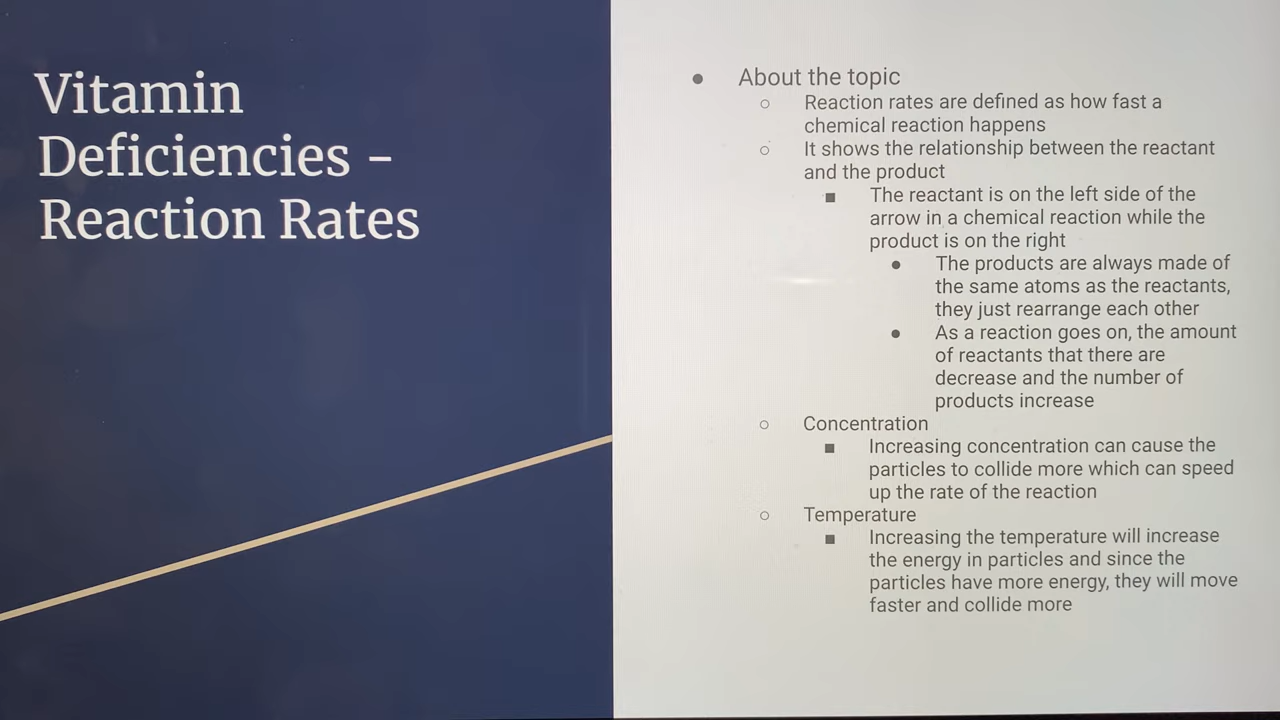 Vitamin
Deficiencies -
Reaction Rates
About the topic
Reaction rates are defined as how fast a
chemical reaction happens
It shows the relationship between the reactant
and the product
The reactant is on the left side of the
arrow in a chemical reaction while the
product is on the right
The products are always made of
the same atoms as the reactants,
they just rearrange each other
As a reaction goes on, the amount
of reactants that there are
decrease and the number of
products increase
Concentration
Increasing concentration can cause the
particles to collide more which can speed
up the rate of the reaction
Temperature
Increasing the temperature will increase
the energy in particles and since the
particles have more energy, they will move
faster and collide more